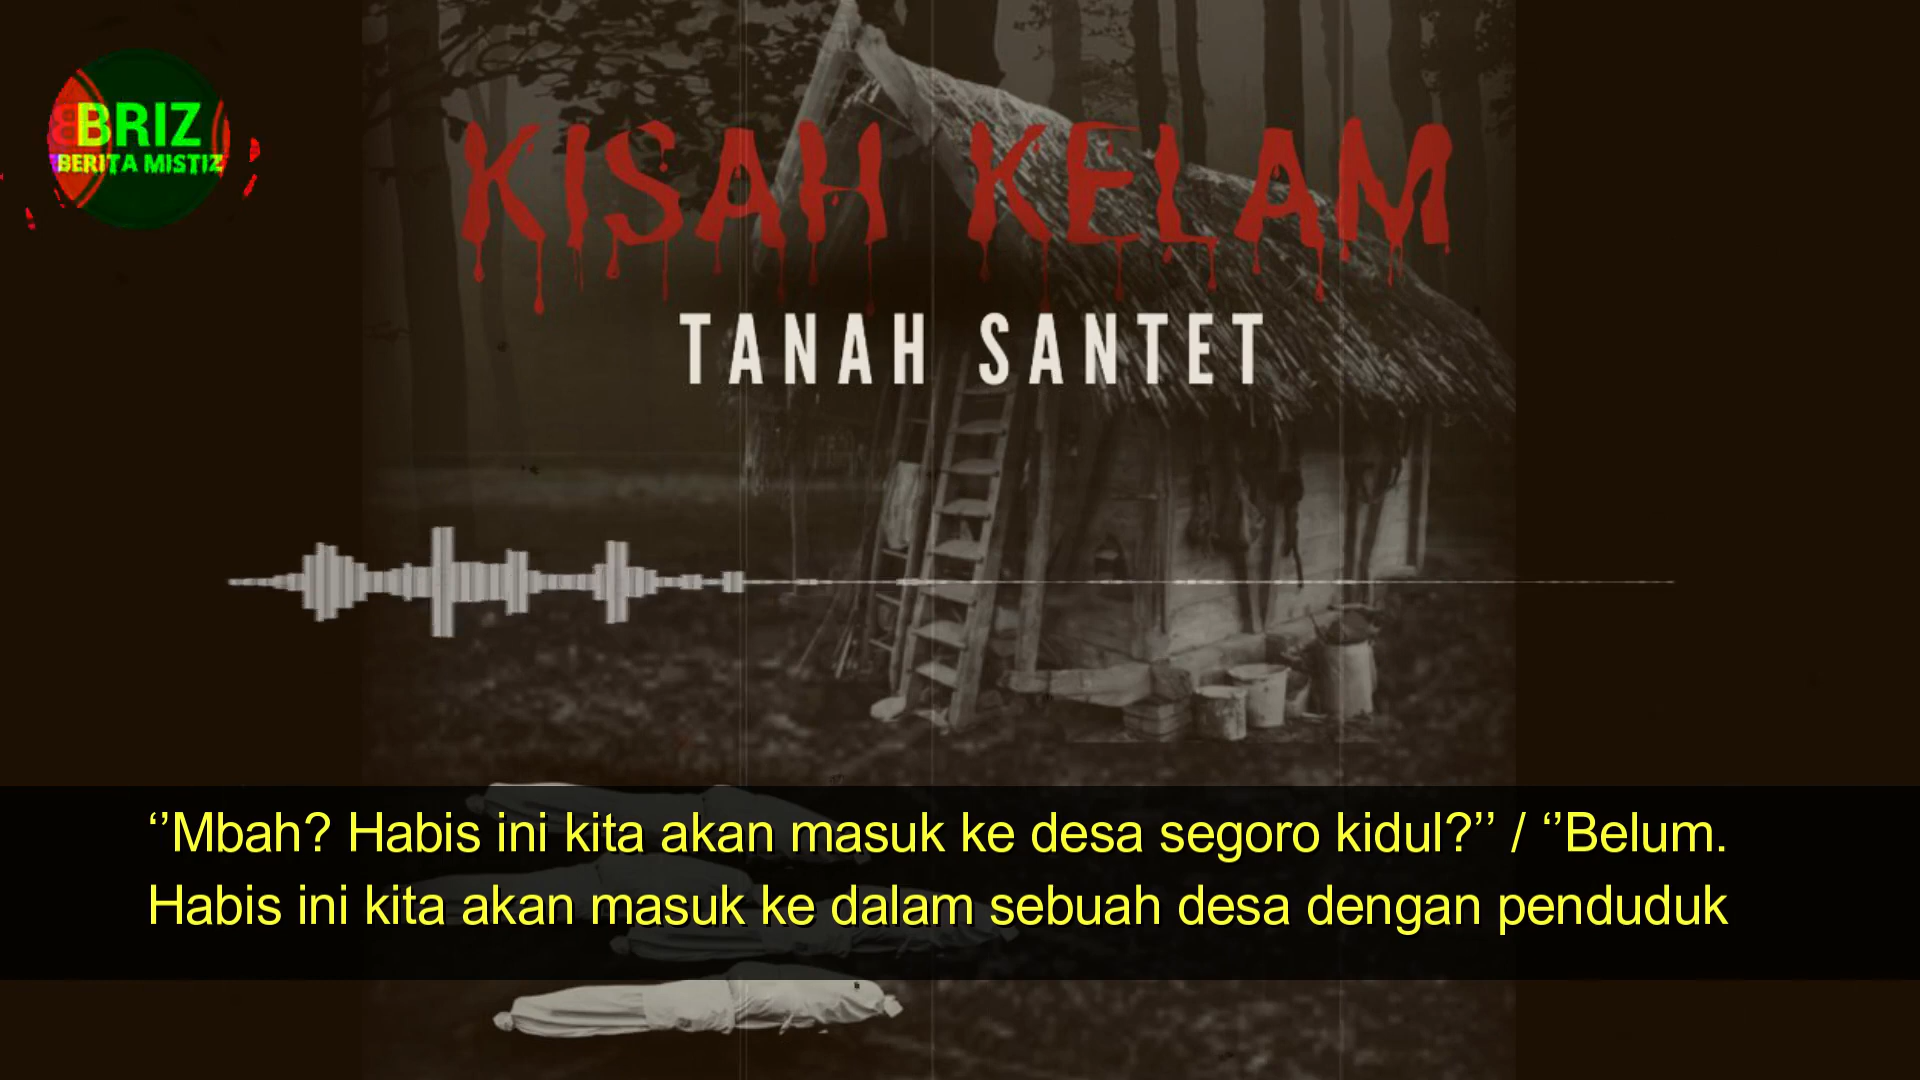 BRIZ
BERITA MISTIZ
KISAH KELAM
TANAH SANTET
‘’Mbah? Habis ini kita akan masuk ke desa segoro kidul?’’ / ‘’Belum.
Habis ini kita akan masuk ke dalam sebuah desa dengan penduduk